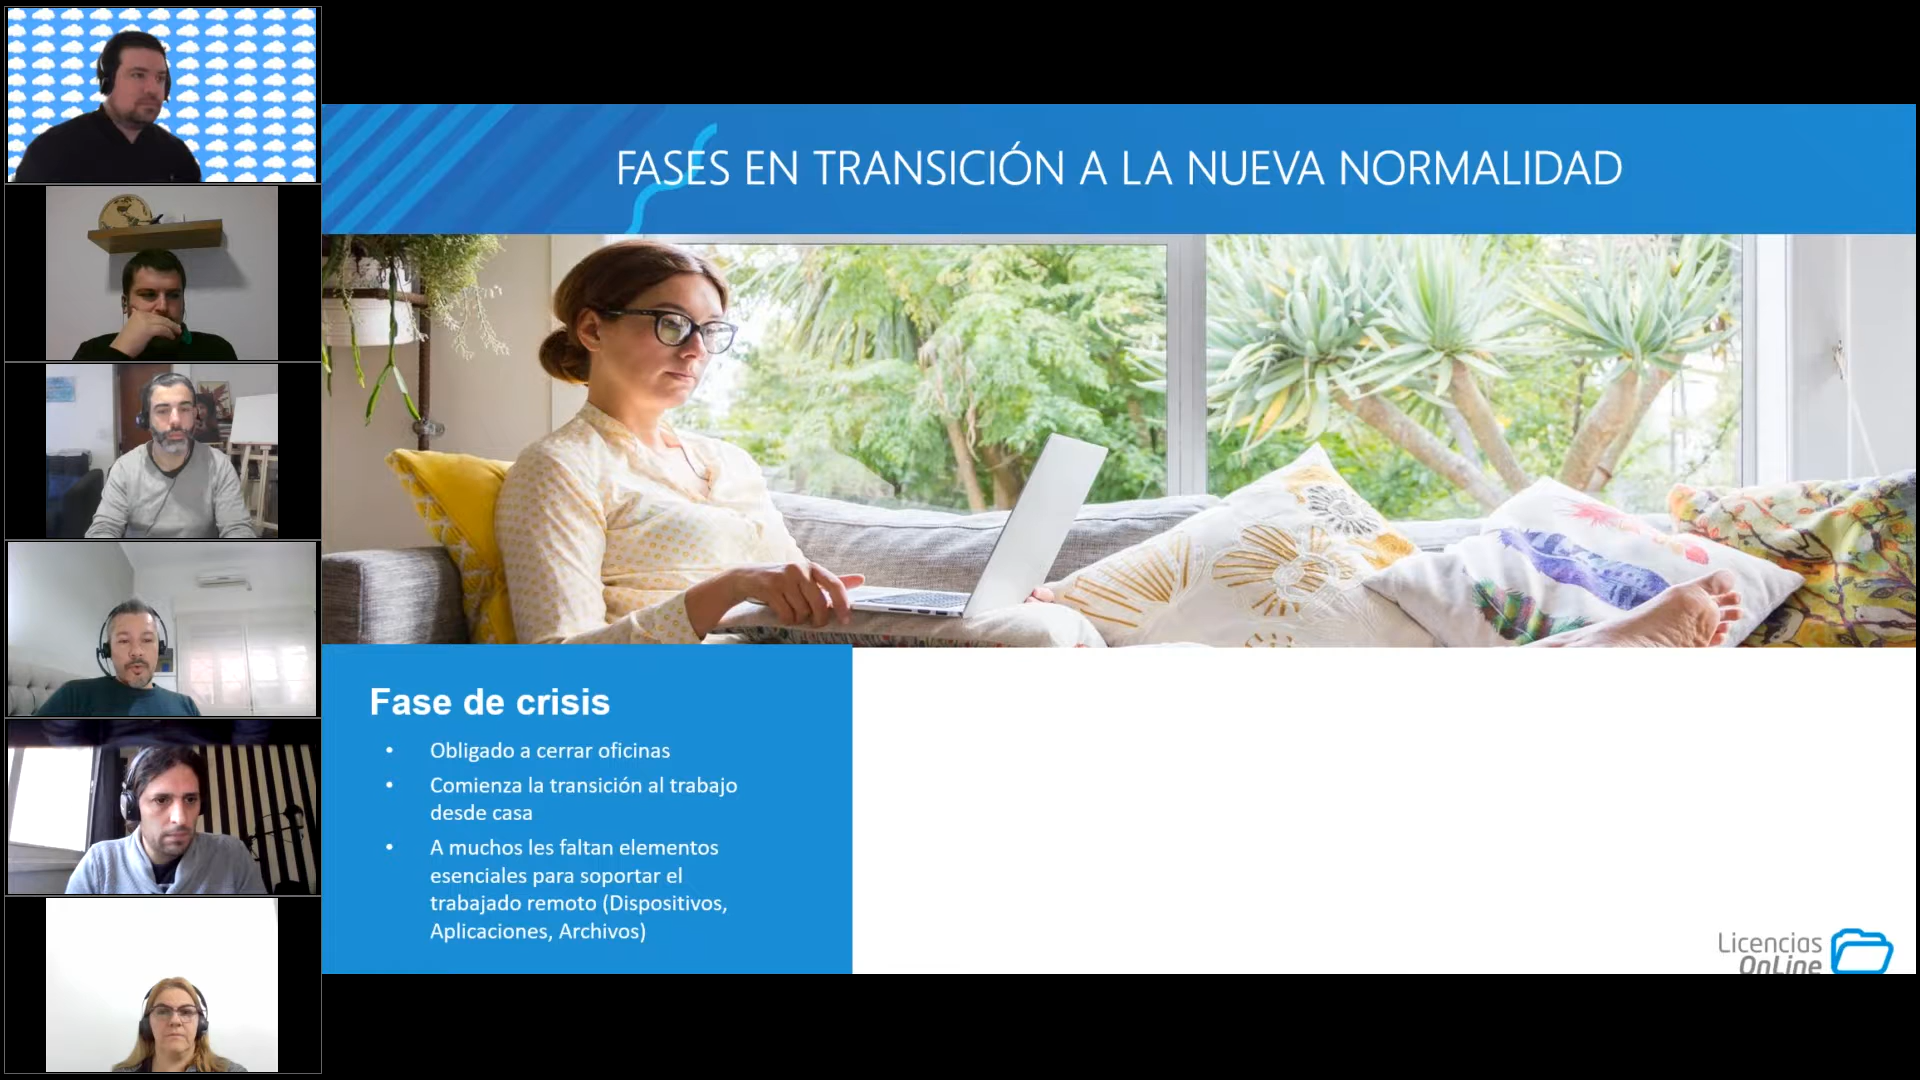 FASES EN TRANSICIÓN A LA NUEVA NORMALIDAD
Fase de crisis
• Obligado a cerrar oficinas
• Comienza la transición al trabajo
desde casa
• A muchos les faltan elementos
esenciales para soportar el
trabajado remoto (Dispositivos,
Aplicaciones, Archivos)
Licencias
OnLine